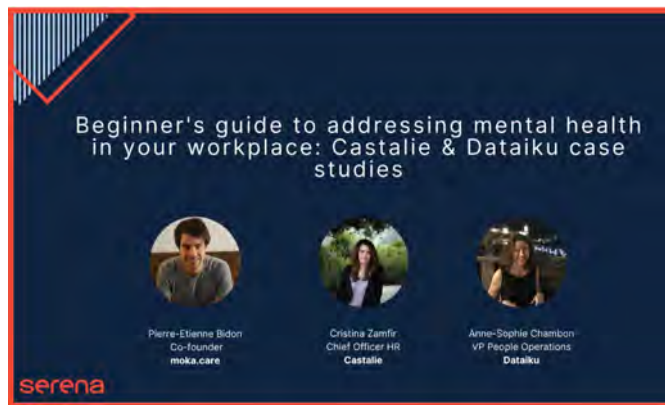 Beginner's guide to addressing mental health
in your workplace: Castalie & Dataiku case
studies
Pierre-Etienne Bidon
Co-founder
moka.care
Cristina Zamfir
Chief Officer HR
Castalie
Anne-Sophie Chambon
VP People Operations
Dataiku
serena